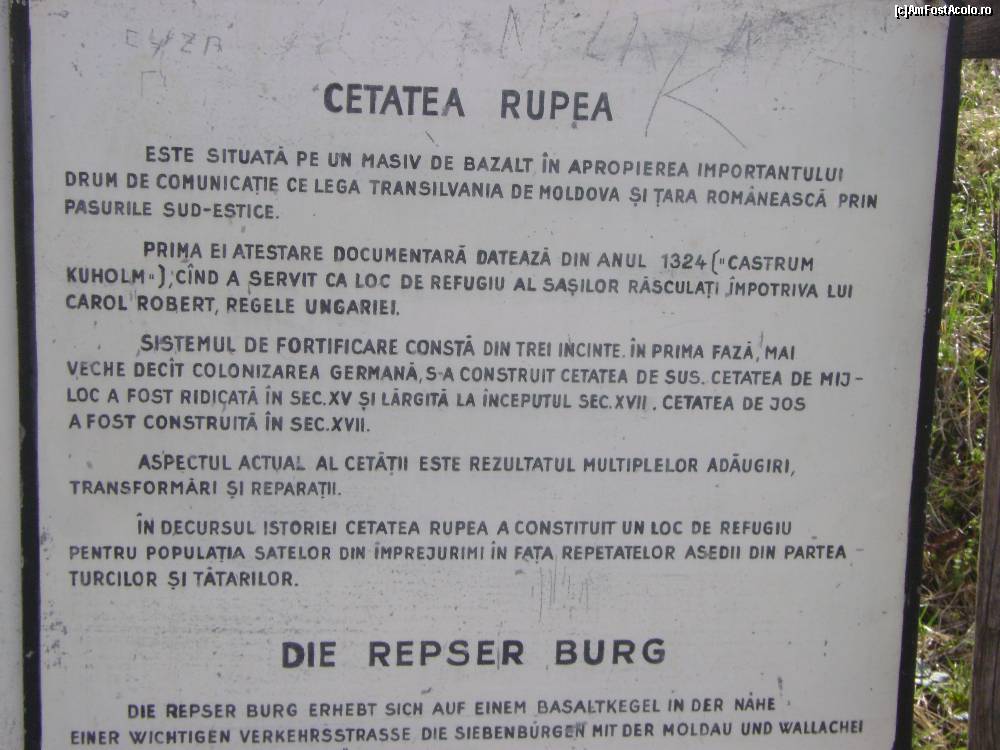 [c]AmFostAcolo.ro
CETATEA RUPEA
ESTE SITUATĂ PE UN MASIV DE BAZALT, ÎN APROPIEREA IMPORTANTULUI
DRUM DE COMUNICAȚIE CE LEGA TRANSILVANIA DE MOLDOVA ȘI ȚARA ROMÂNEASCĂ PRIN
PASURILE SUD-ESTICE.
PRIMA EI ATESTARE DOCUMENTARĂ DATEAZĂ DIN ANUL 1324 ("CASTRUM
KUHOLM"), CÎND A SERVIT CA LOC DE REFUGIU AL SAȘILOR RĂSCULAȚI ÎMPOTRIVA LUI
CAROL ROBERT, REGELE UNGARIEI.
SISTEMUL DE FORTIFICARE CONSTĂ DIN TREI INCINTE. ÎN PRIMA FAZĂ, MAI
VECHE DECÎT COLONIZAREA GERMANĂ, S-A CONSTRUIT CETATEA DE SUS. CETATEA DE MIJ-
LOC A FOST RIDICATĂ ÎN SEC. XV ȘI LĂRGITĂ LA ÎNCEPUTUL SEC. XVII. CETATEA DE JOS
A FOST CONSTRUITĂ ÎN SEC. XVII.
ASPECTUL ACTUAL AL CETĂȚII ESTE REZULTATUL MULTIPLELOR ADĂUGIRI,
TRANSFORMĂRI ȘI REPARAȚII.
ÎN DECURSUL ISTORIEI CETATEA RUPEA A CONSTITUIT UN LOC DE REFUGIU
PENTRU POPULAȚIA SATELOR DIN ÎMPREJURIMI ÎN FAȚA REPETATELOR ASEDII DIN PARTEA
TURCILOR ȘI TĂTARILOR.
DIE REPSER BURG
DIE REPSER BURG ERHEBT SICH AUF EINEM BASALTKEGEL IN DER NÄHE
EINER WICHTIGEN VERKEHRSSTRASSE DIE SIEBENBÜRGEN MIT DER MOLDAU UND WALLACHEI